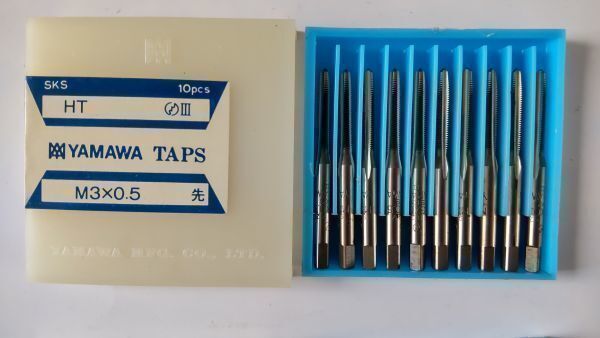 SKS 10pcs
HT III
YAMAWA TAPS
M3×0.5 先
YAMAWA MFG. CO., LTD.